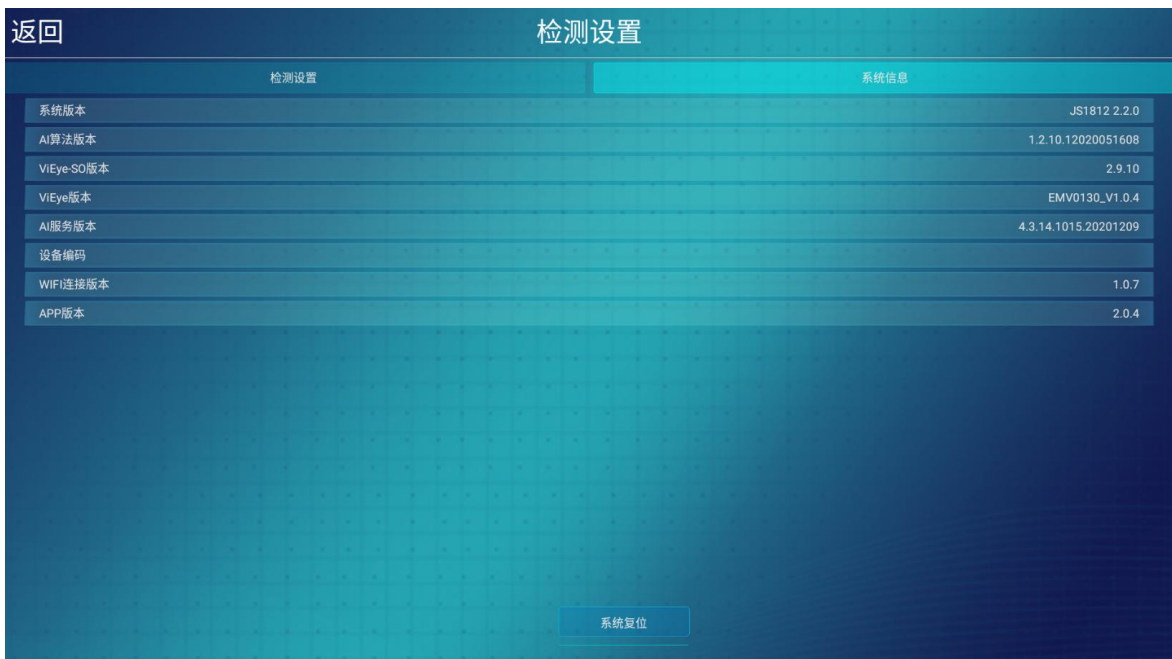 返回 检测设置
检测设置 系统信息
系统版本 JS1812 2.2.0
AI算法版本 1.2.10.12020051608
ViEye-SO版本 2.9.10
ViEye版本 EMV0130_V1.0.4
AI服务版本 4.3.14.1015.20201209
设备编码
WIFI连接版本 1.0.7
APP版本 2.0.4
系统复位